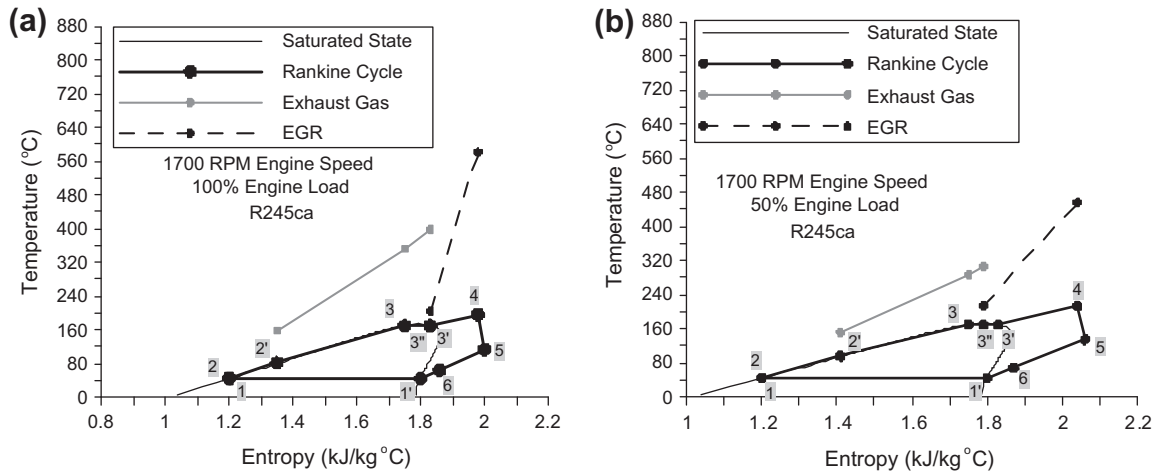 (a)
880
800
720
640
560
480
400
320
240
160
80
0
Temperature (°C)
Saturated State
Rankine Cycle
Exhaust Gas
EGR
1700 RPM Engine Speed
100% Engine Load
R245ca
2
1
2'
3
3"
3'
4
5
6
1'
0.8 1 1.2 1.4 1.6 1.8 2 2.2
Entropy (kJ/kg°C)
(b)
880
800
720
640
560
480
400
320
240
160
80
0
Temperature (°C)
Saturated State
Rankine Cycle
Exhaust Gas
EGR
1700 RPM Engine Speed
50% Engine Load
R245ca
2
1
2'
3
3"
3'
4
5
6
1'
1 1.2 1.4 1.6 1.8 2 2.2
Entropy (kJ/kg°C)